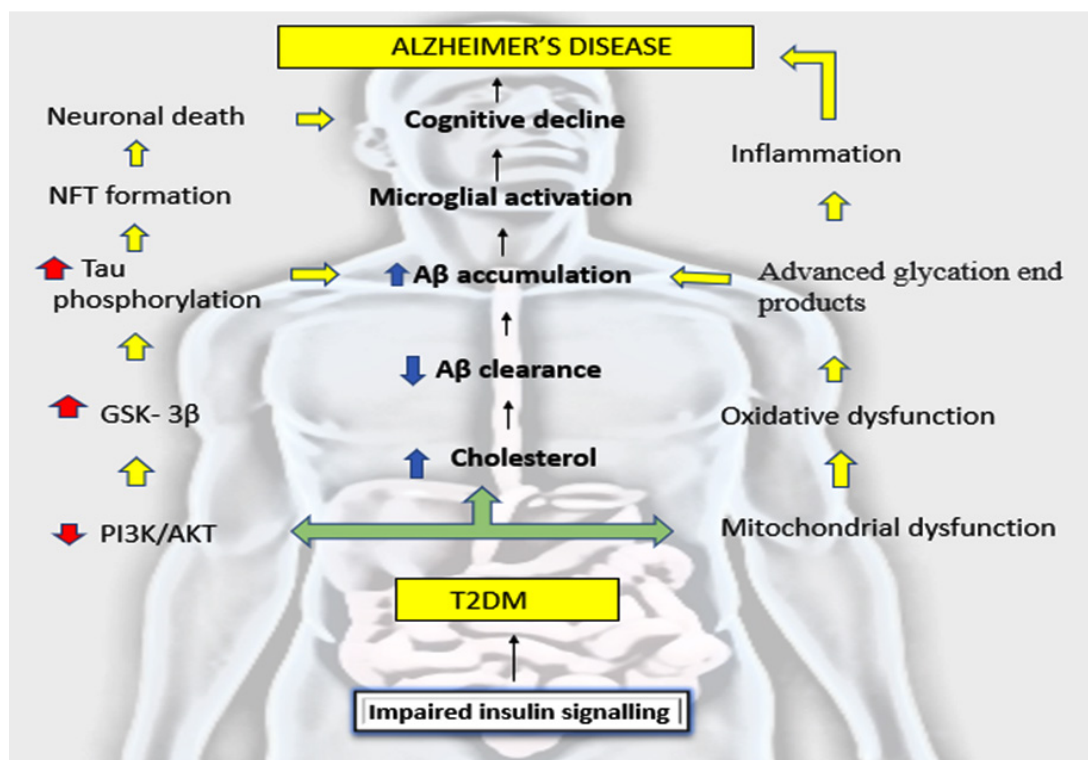 ALZHEIMER'S DISEASE
Neuronal death
Cognitive decline
Inflammation
NFT formation
Microglial activation
Tau
phosphorylation
Aβ accumulation
Advanced glycation end
products
Aβ clearance
GSK- 3β
Oxidative dysfunction
Cholesterol
PI3K/AKT
Mitochondrial dysfunction
T2DM
Impaired insulin signalling